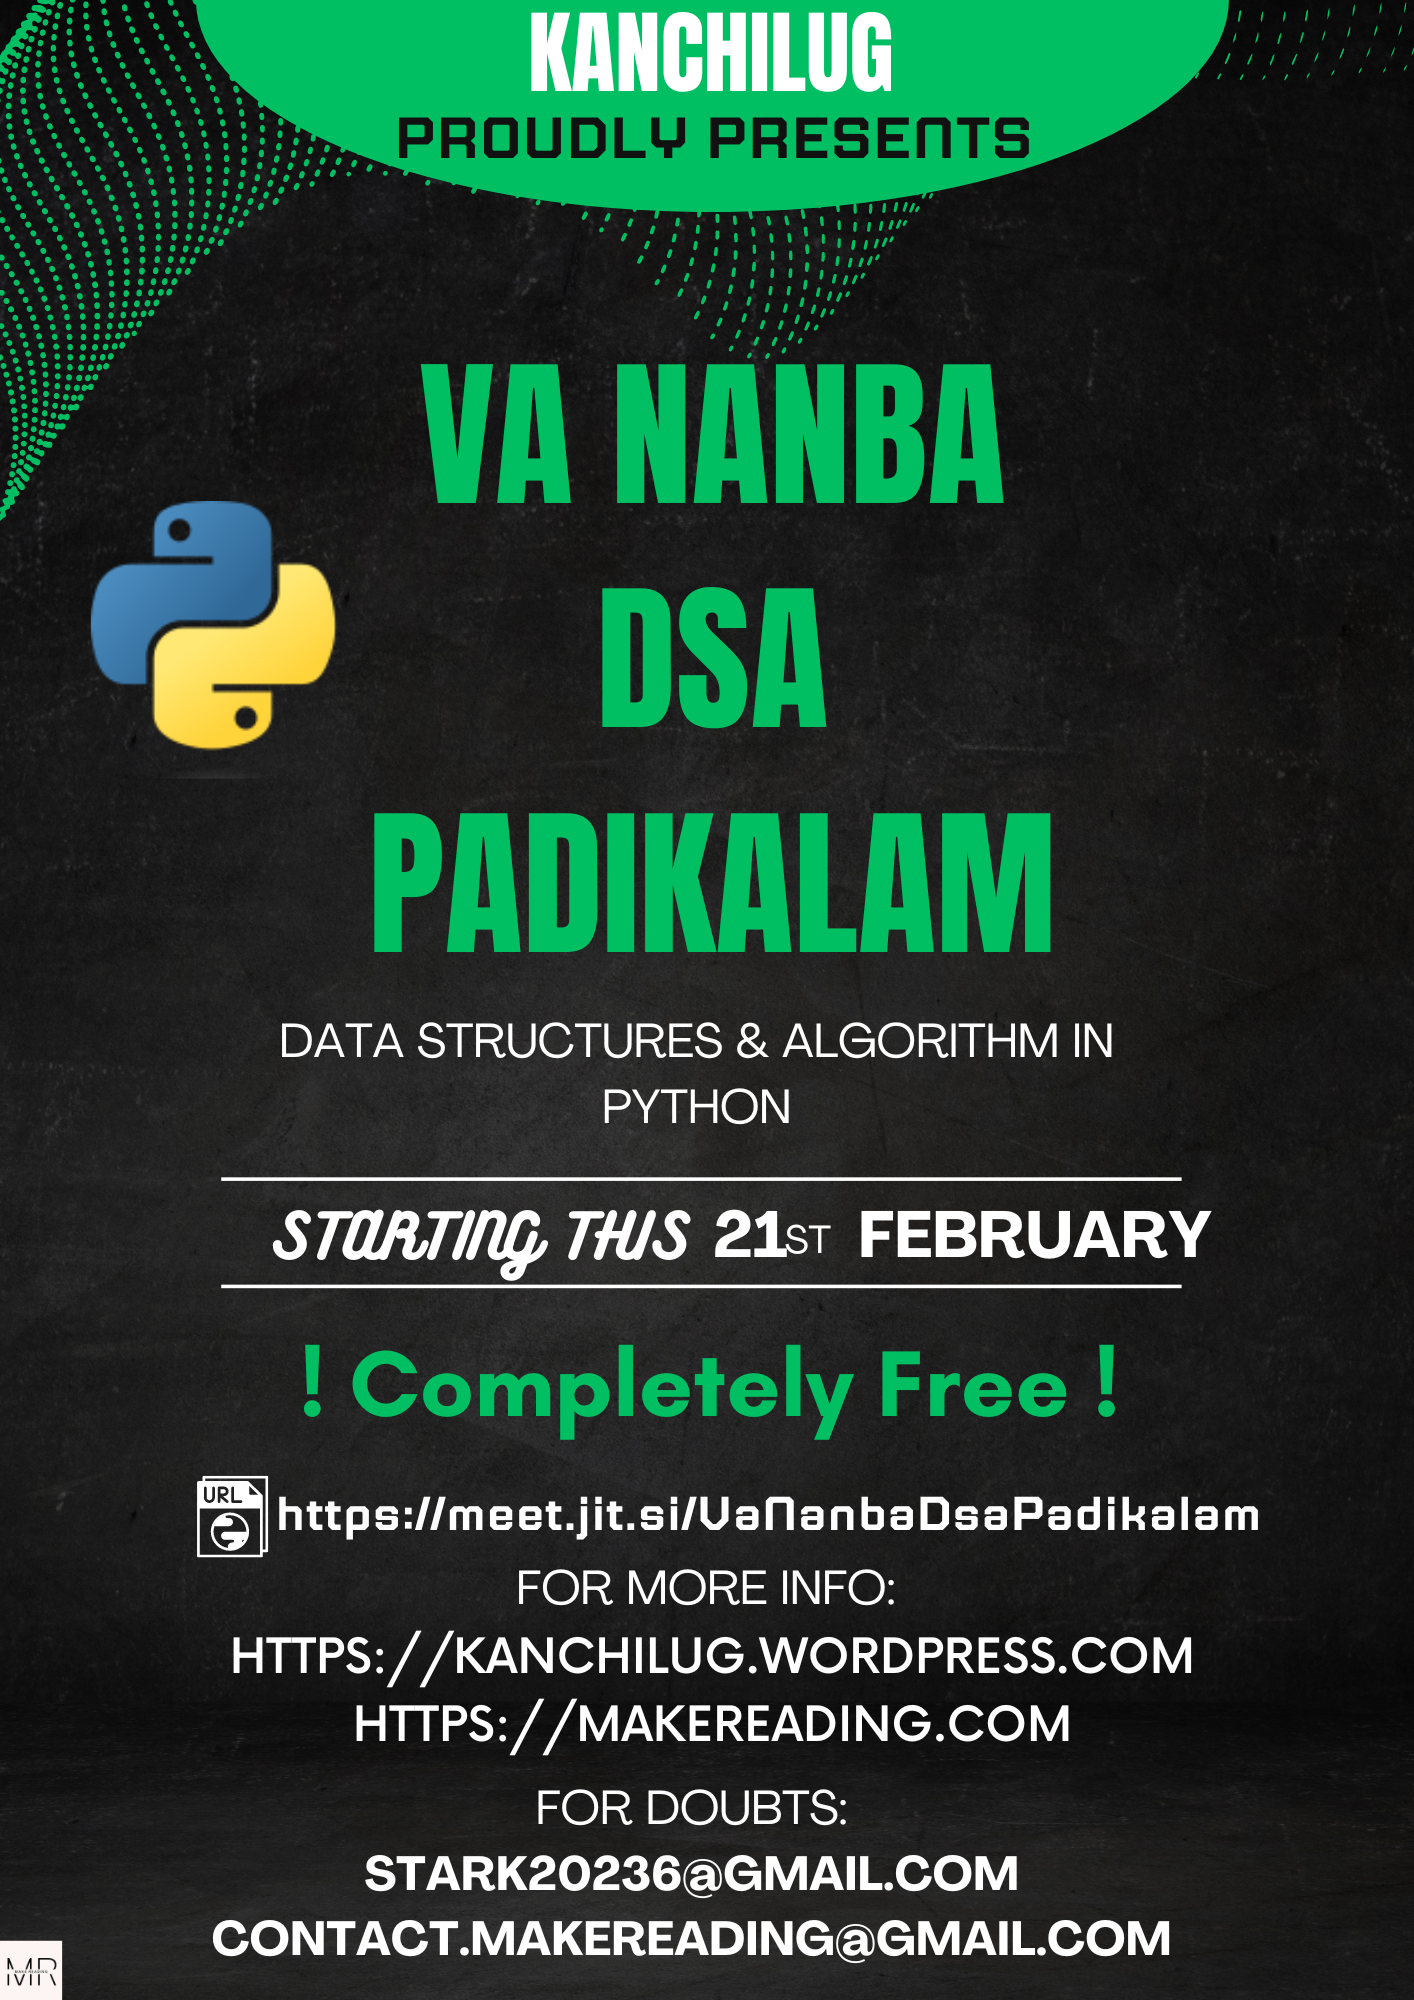 KANCHILUG
PROUDLY PRESENTS
VA NANBA
DSA
PADIKALAM
DATA STRUCTURES & ALGORITHM IN
PYTHON
STARTING THIS 21ST FEBRUARY
! Completely Free !
URL https://meet.jit.si/VaNanbaDsaPadikalam
FOR MORE INFO:
HTTPS://KANCHILUG.WORDPRESS.COM
HTTPS://MAKEREADING.COM
FOR DOUBTS:
STARK20236@GMAIL.COM
CONTACT.MAKEREADING@GMAIL.COM
MR
MAKE READING